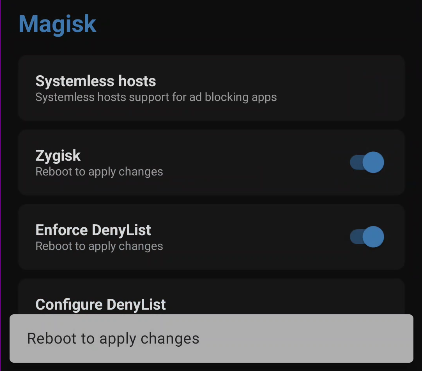 Magisk
Systemless hosts
Systemless hosts support for ad blocking apps
Zygisk
Reboot to apply changes
Enforce DenyList
Reboot to apply changes
Configure DenyList
Reboot to apply changes